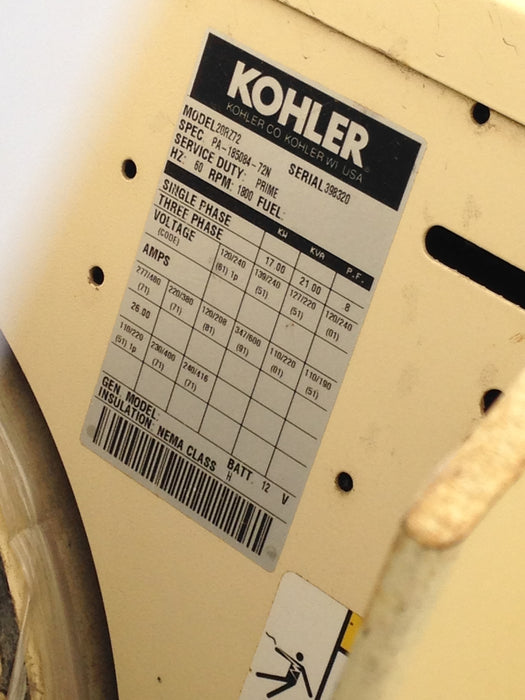 KOHLER
KOHLER CO KOHLER WI USA
MODEL 20RZ72 SERIAL 398320
SPEC. PA-185084-72N
SERVICE DUTY: PRIME
HZ: 60 RPM: 1800 FUEL:
KW KVA P.F.
SINGLE PHASE
THREE PHASE 17.00 21.00 .8
VOLTAGE 120/240 139/240 127/220 120/240
(CODE) (61) 1p (51) (51) (01)
AMPS
277/480 220/380 120/208 347/600 110/220 110/190
(71) (71) (81) (91) (01) (51)
26.00
110/220 230/400 240/416
(51) 1p (71) (71)
GEN. MODEL: BATT. 12 V
INSULATION: NEMA CLASS H